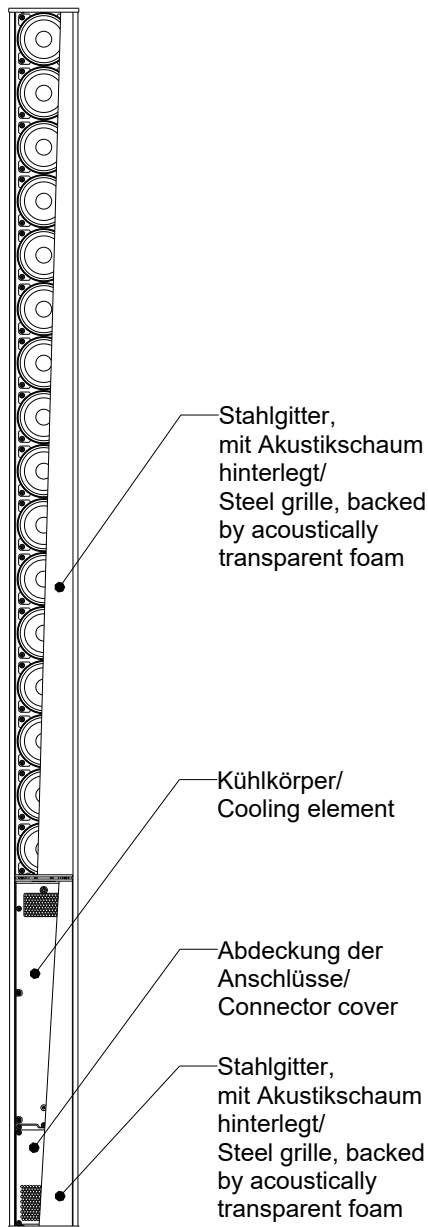 Stahlgitter,
mit Akustikschaum
hinterlegt/
Steel grille, backed
by acoustically
transparent foam
Kühlkörper/
Cooling element
Abdeckung der
Anschlüsse/
Connector cover
Stahlgitter,
mit Akustikschaum
hinterlegt/
Steel grille, backed
by acoustically
transparent foam